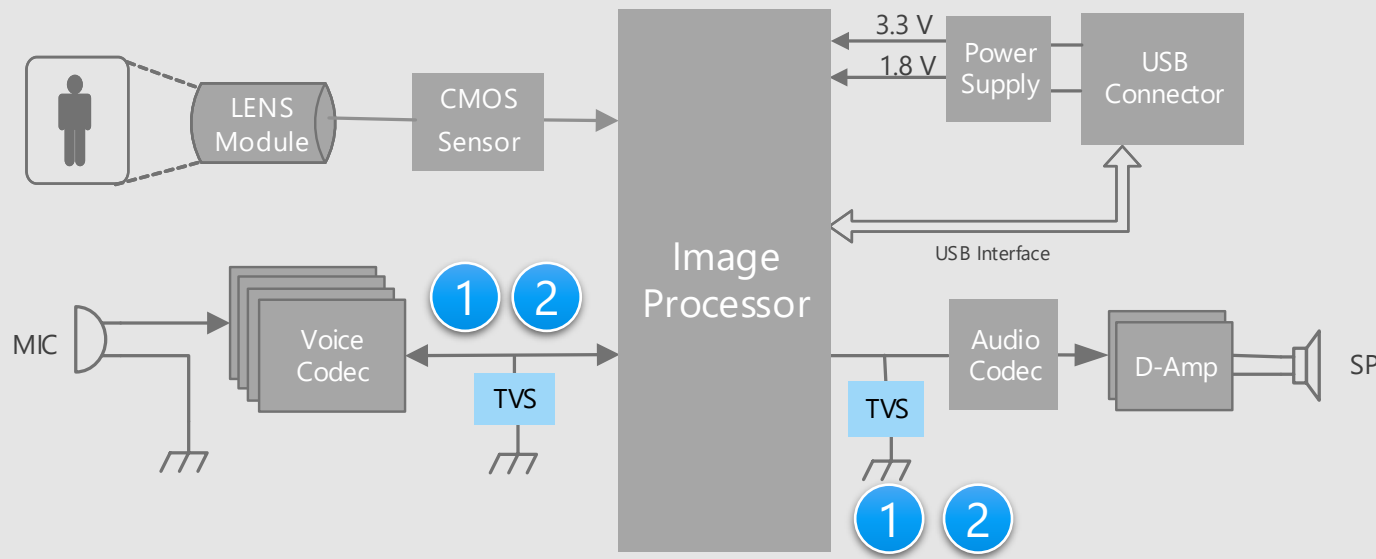 3.3 V
1.8 V
Power
Supply
USB
Connector
LENS
Module
CMOS
Sensor
USB Interface
Image
Processor
1
2
MIC
Voice
Codec
TVS
TVS
Audio
Codec
D-Amp
SP
1
2